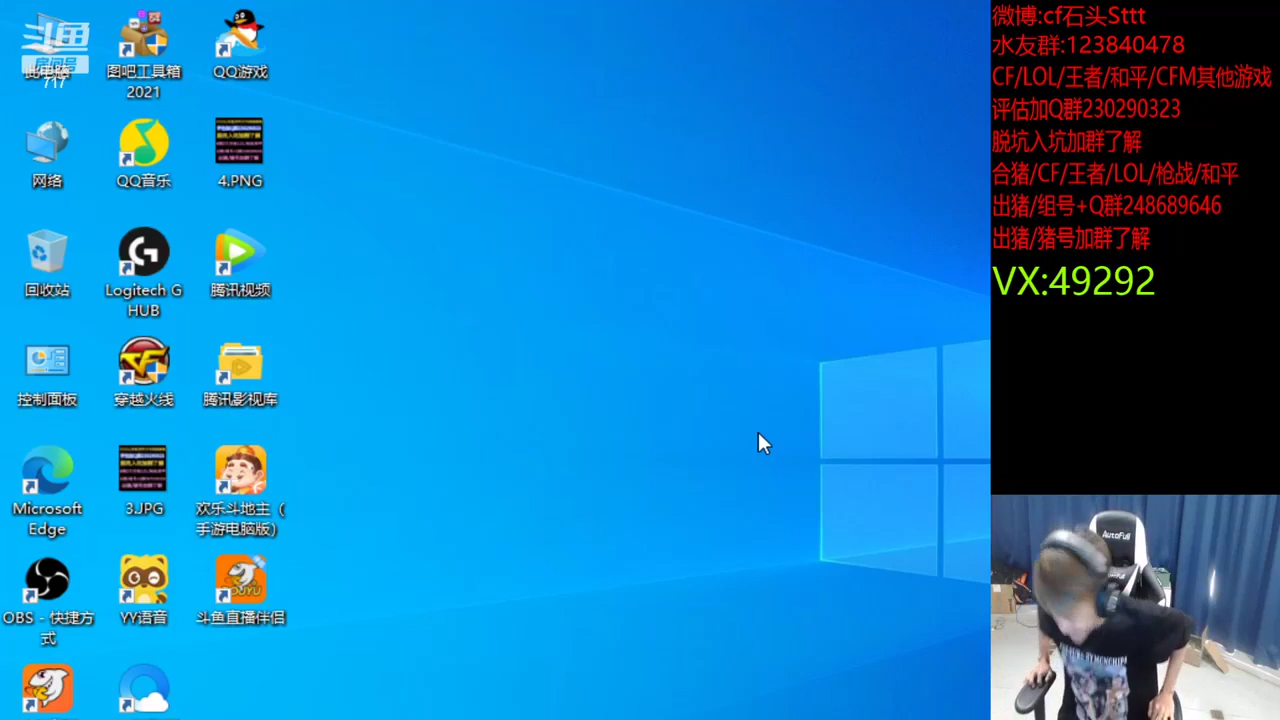 斗鱼
房间号
717
此电脑
图吧工具箱
2021
QQ游戏
网络
QQ音乐
4.PNG
回收站
Logitech G
HUB
腾讯视频
控制面板
穿越火线
腾讯影视库
Microsoft
Edge
3.JPG
欢乐斗地主（
手游电脑版）
OBS - 快捷方
式
YY语音
斗鱼直播伴侣
微博:cf石头Sttt
水友群:123840478
CF/LOL/王者/和平/CFM其他游戏
评估加Q群230290323
脱坑入坑加群了解
合猪/CF/王者/LOL/枪战/和平
出猪/组号+Q群248689646
出猪/猪号加群了解
VX:49292
AutoFull